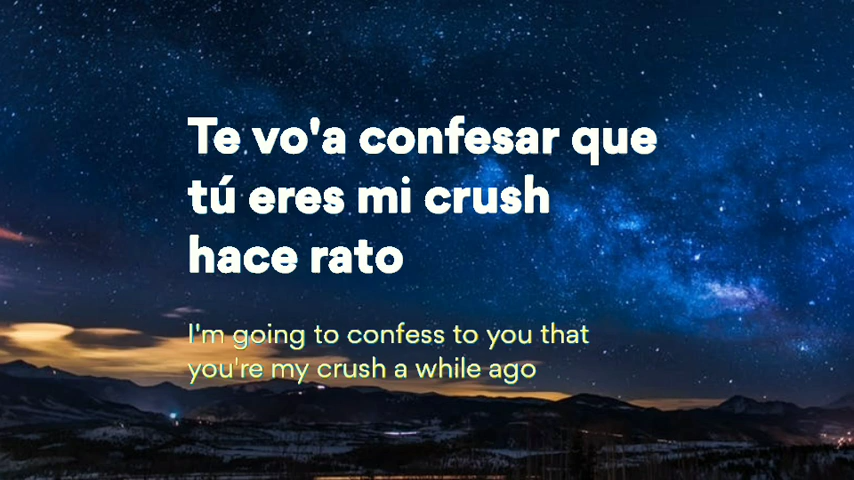 Te vo'a confesar que
tú eres mi crush
hace rato
I'm going to confess to you that
you're my crush a while ago